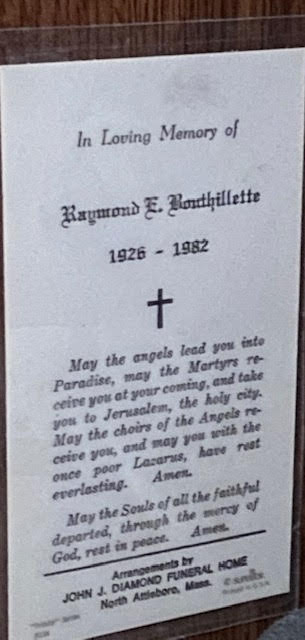 In Loving Memory of
Raymond E. Bouthillette
1926 - 1982
May the angels lead you into
Paradise, may the Martyrs re-
ceive you at your coming, and take
you to Jerusalem, the holy city.
May the choirs of the Angels re-
ceive you, and may you with the
once poor Lazarus, have rest
everlasting. Amen.
May the Souls of all the faithful
departed, through the mercy of
God, rest in peace. Amen.
Arrangements by
JOHN J. DIAMOND FUNERAL HOME
North Attleboro, Mass.